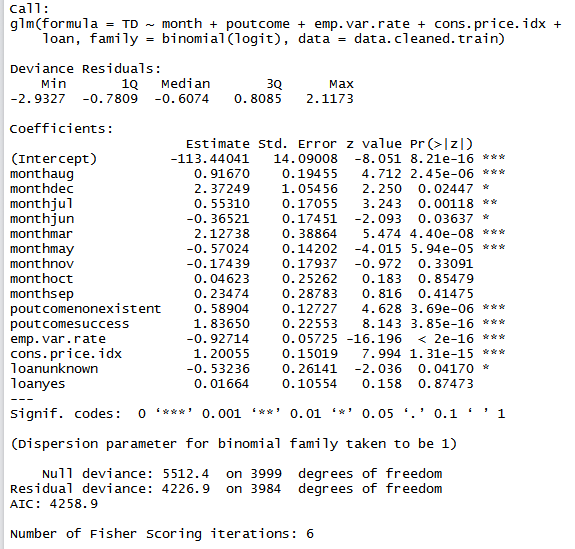 Call:
glm(formula = TD ~ month + poutcome + emp.var.rate + cons.price.idx +
    loan, family = binomial(logit), data = data.cleaned.train)

Deviance Residuals:
    Min       1Q   Median       3Q      Max
-2.9327  -0.7809  -0.6074   0.8085   2.1173

Coefficients:
                      Estimate Std. Error z value Pr(>|z|)
(Intercept)         -113.44041   14.09008  -8.051 8.21e-16 ***
monthaug               0.91670    0.19455   4.712 2.45e-06 ***
monthdec               2.37249    1.05456   2.250  0.02447 *
monthjul               0.55310    0.17055   3.243  0.00118 **
monthjun              -0.36521    0.17451  -2.093  0.03637 *
monthmar               2.12738    0.38864   5.474 4.40e-08 ***
monthmay              -0.57024    0.14202  -4.015 5.94e-05 ***
monthnov              -0.17439    0.17937  -0.972  0.33091
monthoct               0.04623    0.25262   0.183  0.85479
monthsep               0.23474    0.28783   0.816  0.41475
poutcomenonexistent    0.58904    0.12727   4.628 3.69e-06 ***
poutcomesuccess        1.83650    0.22553   8.143 3.85e-16 ***
emp.var.rate          -0.92714    0.05725 -16.196  < 2e-16 ***
cons.price.idx         1.20055    0.15019   7.994 1.31e-15 ***
loanunknown           -0.53236    0.26141  -2.036  0.04170 *
loanyes                0.01664    0.10554   0.158  0.87473
---
Signif. codes:  0 ‘***’ 0.001 ‘**’ 0.01 ‘*’ 0.05 ‘.’ 0.1 ‘ ’ 1

(Dispersion parameter for binomial family taken to be 1)

    Null deviance: 5512.4  on 3999  degrees of freedom
Residual deviance: 4226.9  on 3984  degrees of freedom
AIC: 4258.9

Number of Fisher Scoring iterations: 6